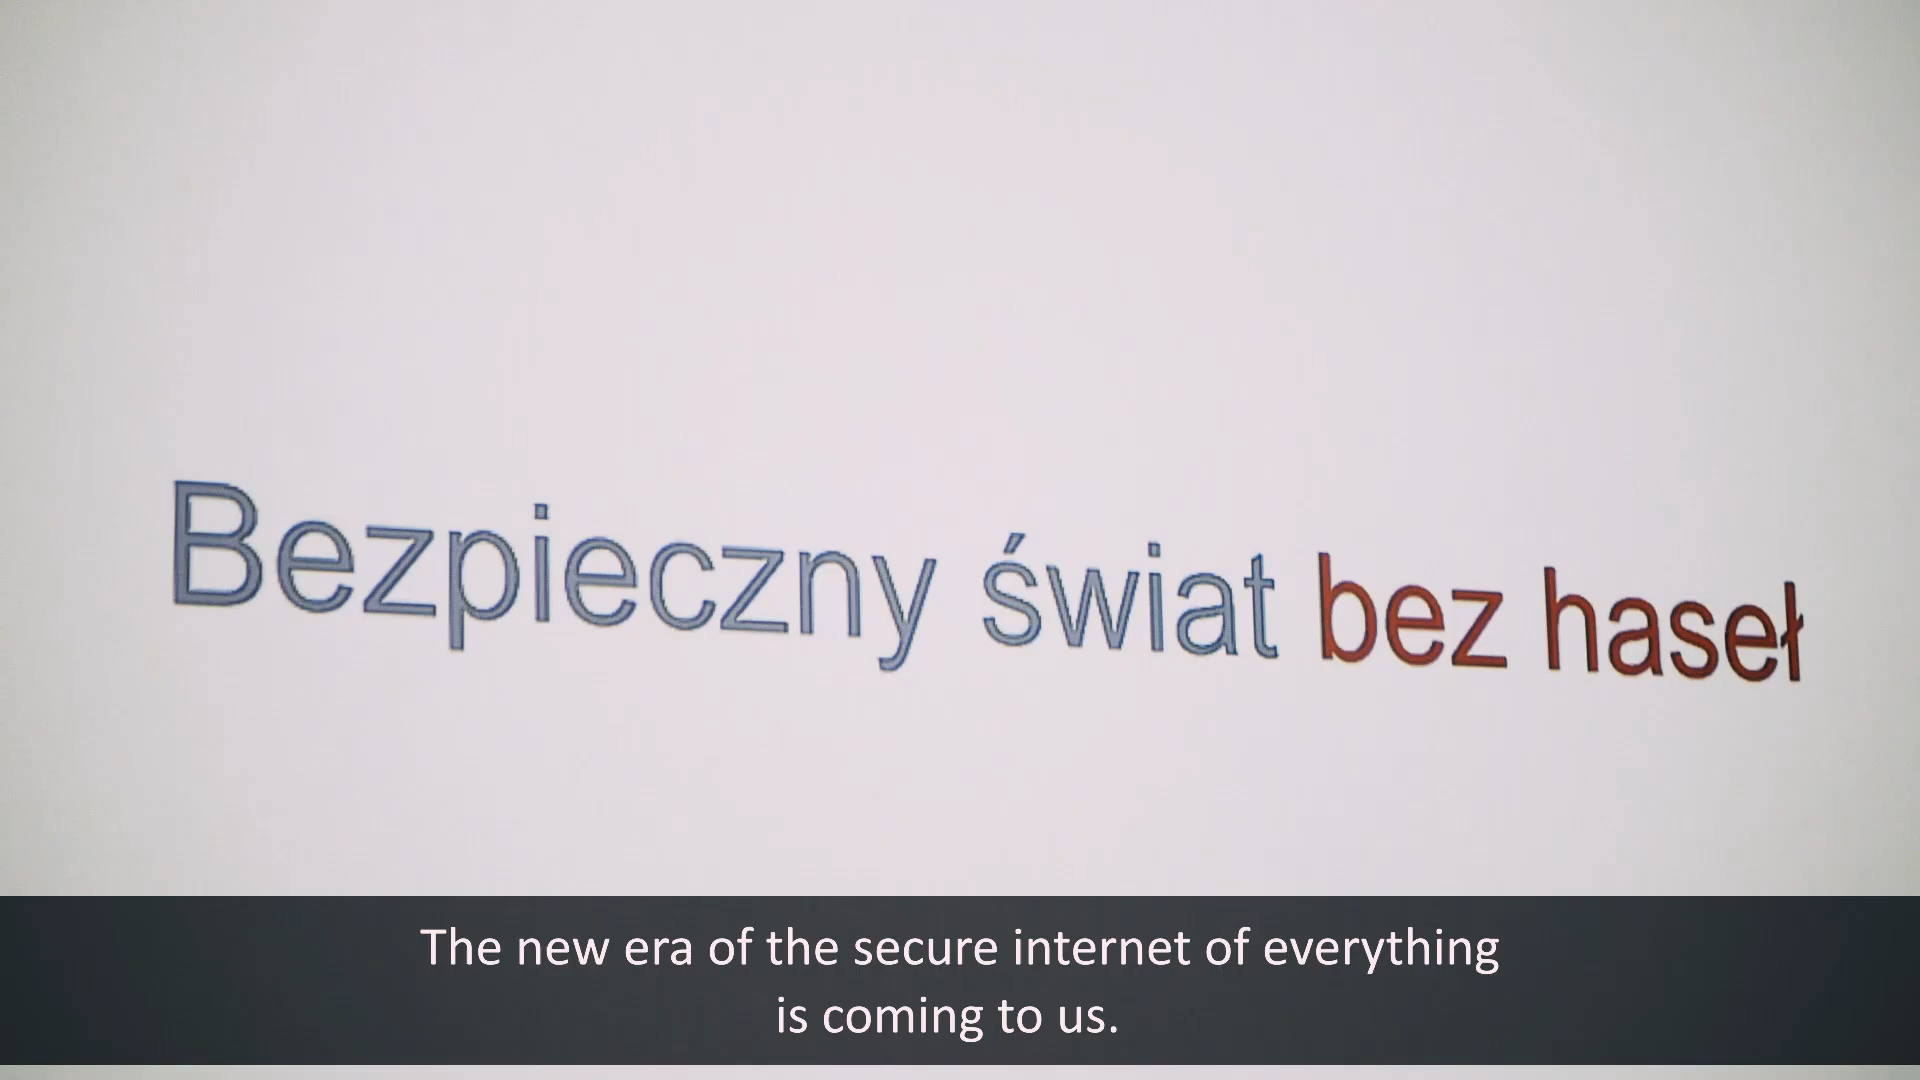 Bezpieczny świat bez haseł
The new era of the secure internet of everything
is coming to us.